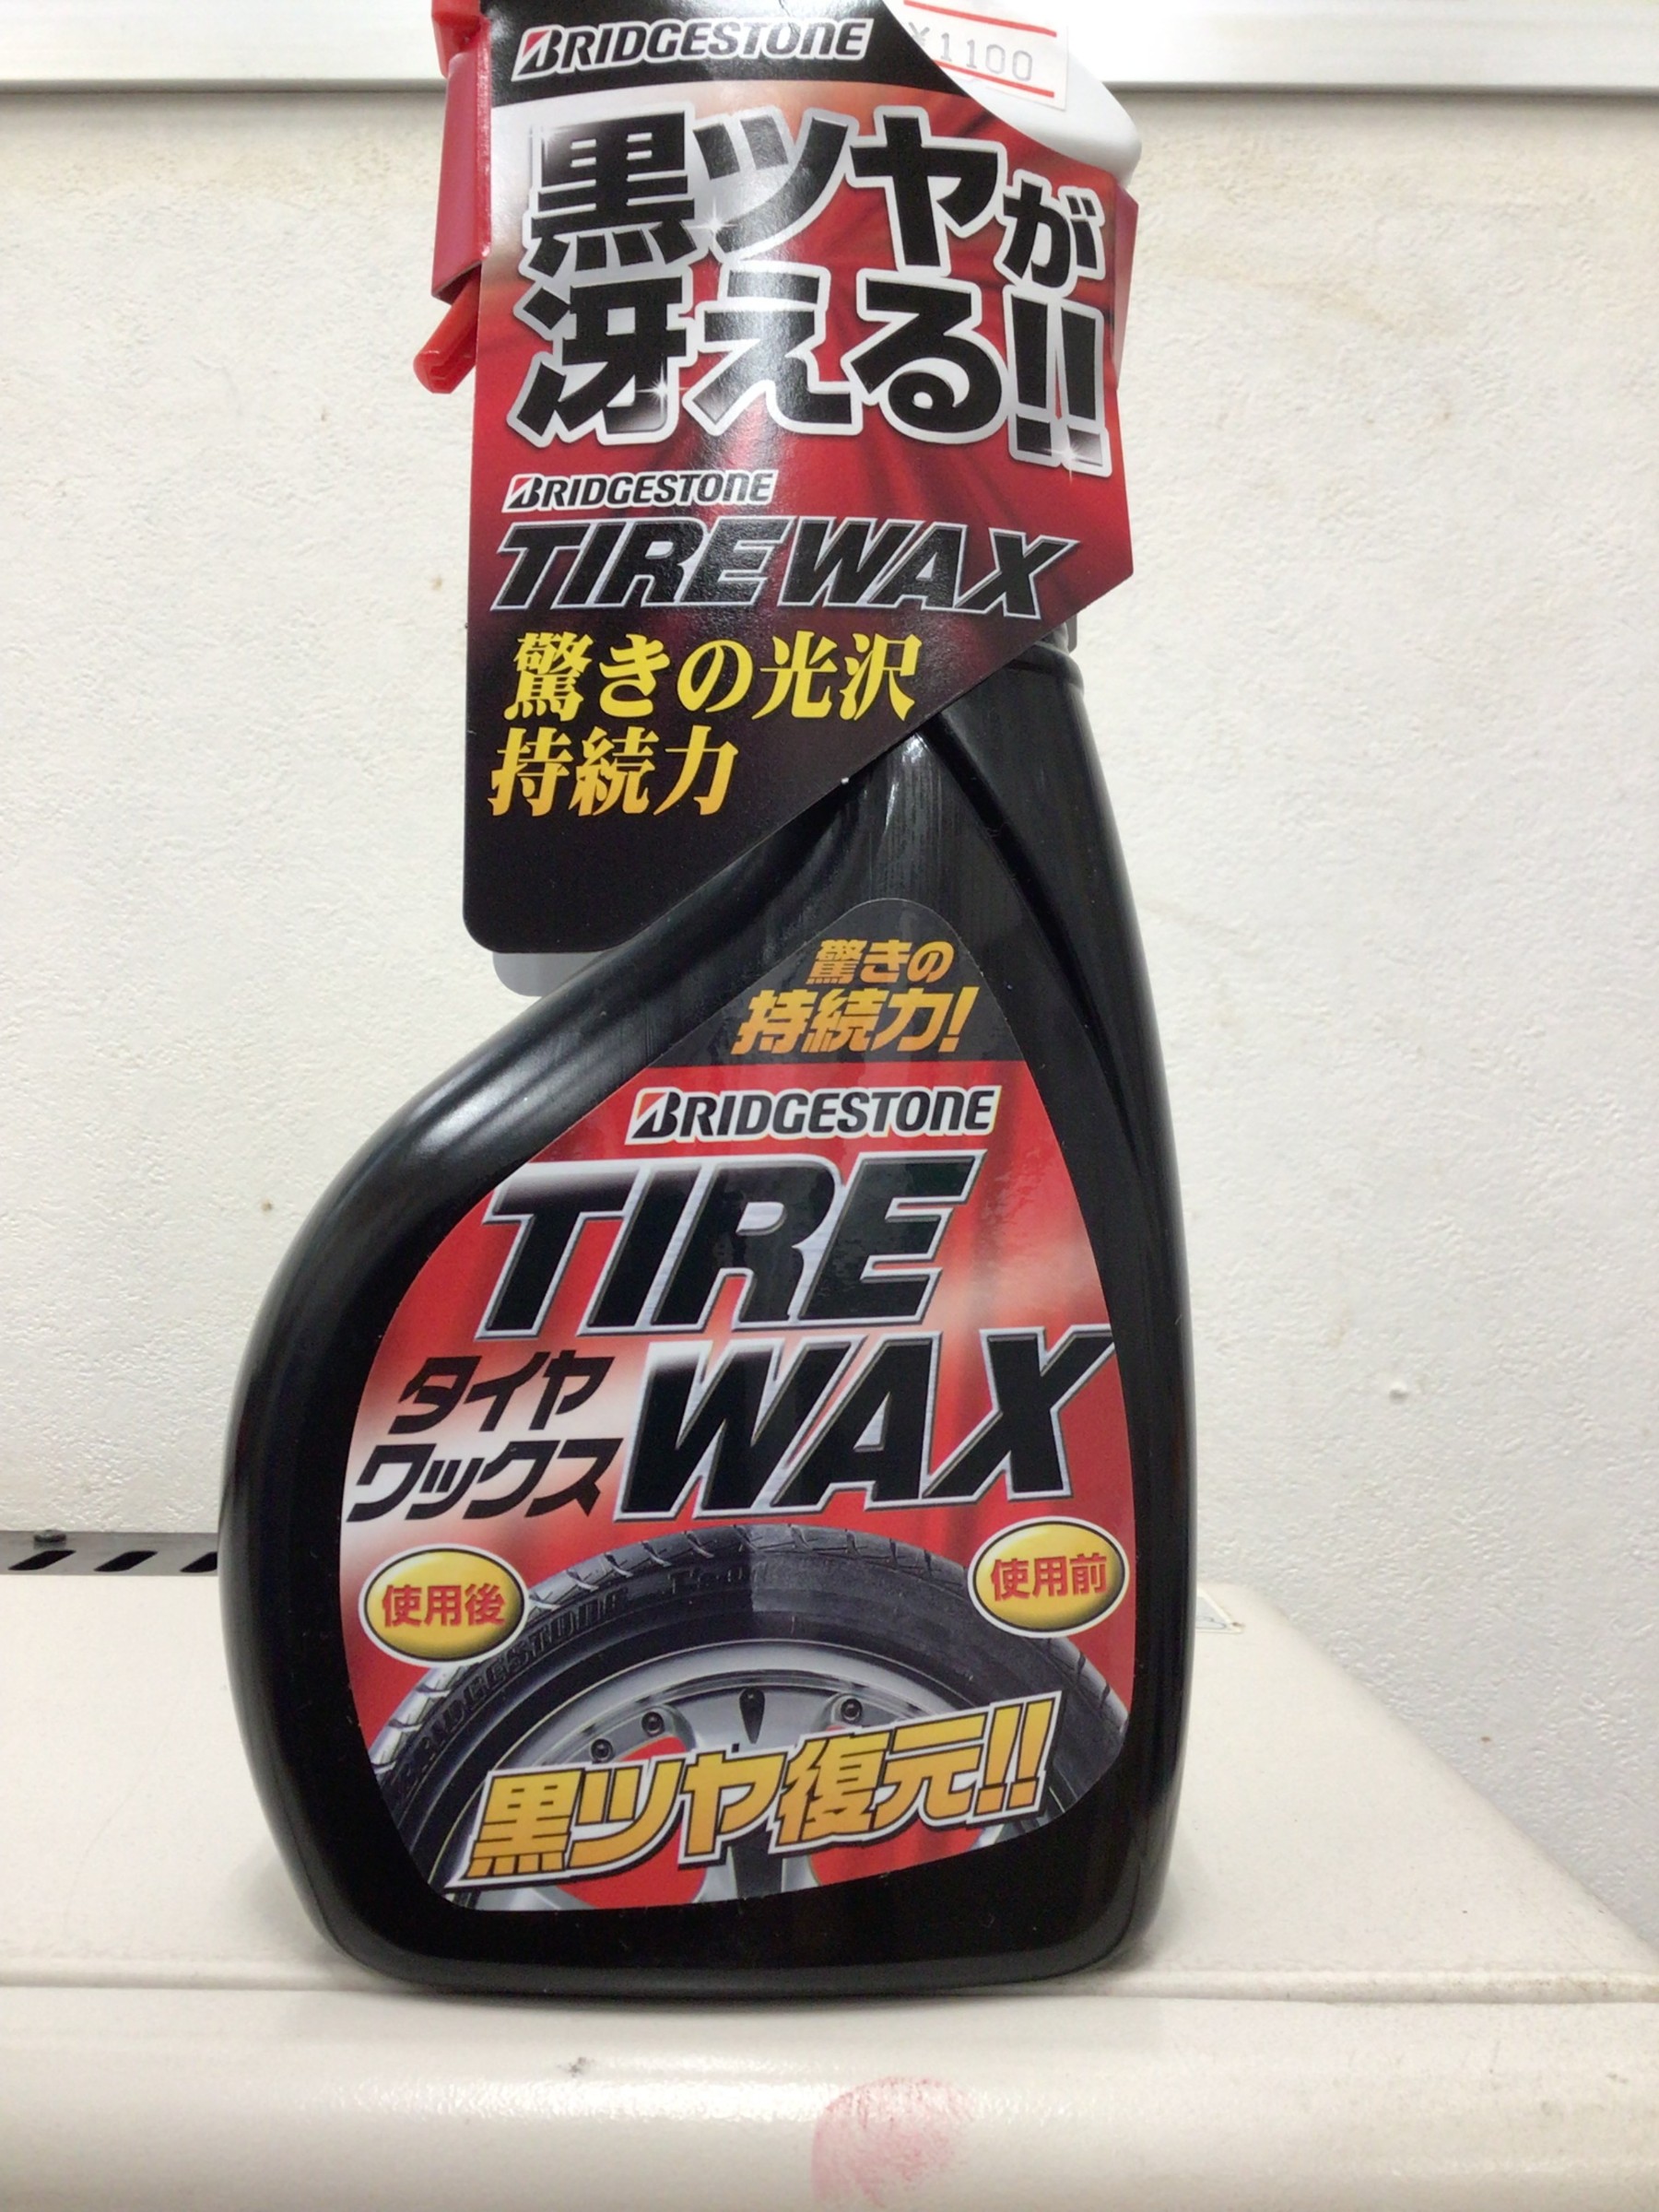 BRIDGESTONE
¥1100
黒ツヤが
冴える!!
BRIDGESTONE
TIREWAX
驚きの光沢
持続力
驚きの
持続力!
BRIDGESTONE
TIRE
タイヤ
ワックス
WAX
使用後
使用前
BRIDGESTONE
黒ツヤ復元!!